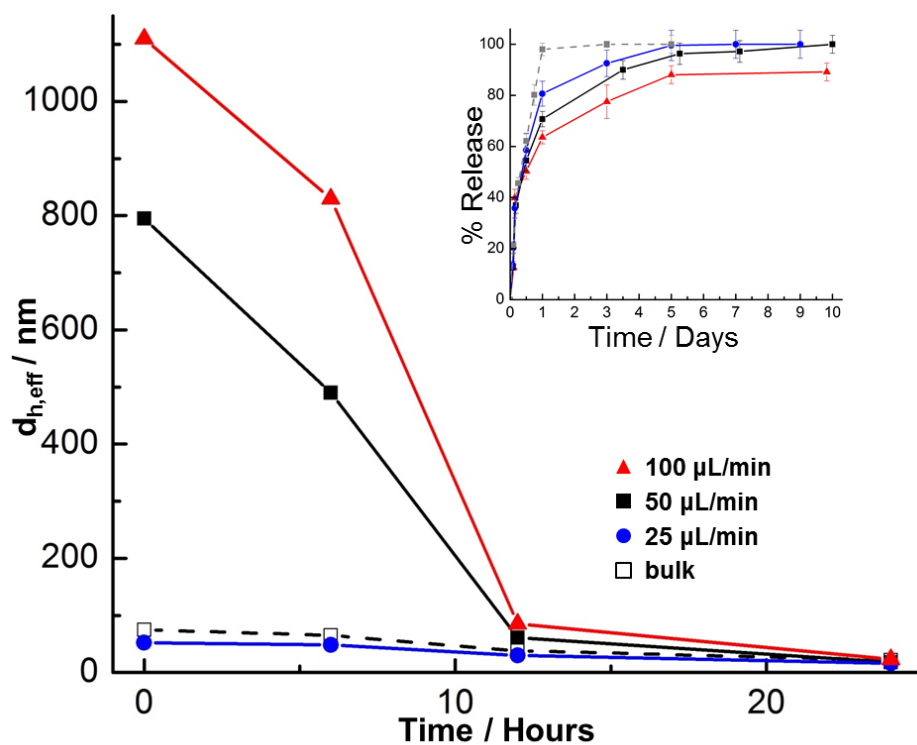 1000
800
600
400
200
0
d_h,eff / nm
0
10
20
Time / Hours
100
80
60
40
20
0
% Release
0 1 2 3 4 5 6 7 8 9 10
Time / Days
100 µL/min
50 µL/min
25 µL/min
bulk